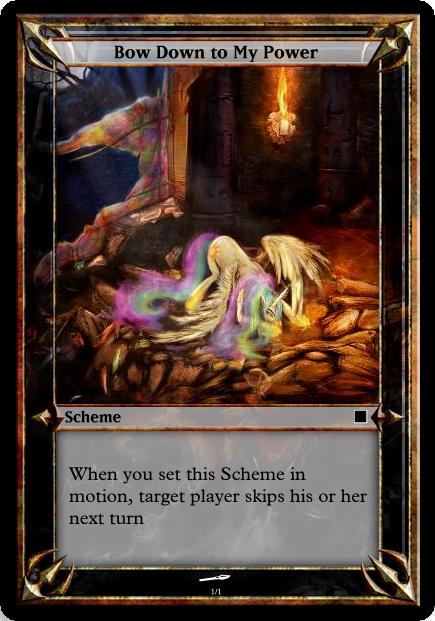 Bow Down to My Power
Scheme
When you set this Scheme in
motion, target player skips his or her
next turn
1/1